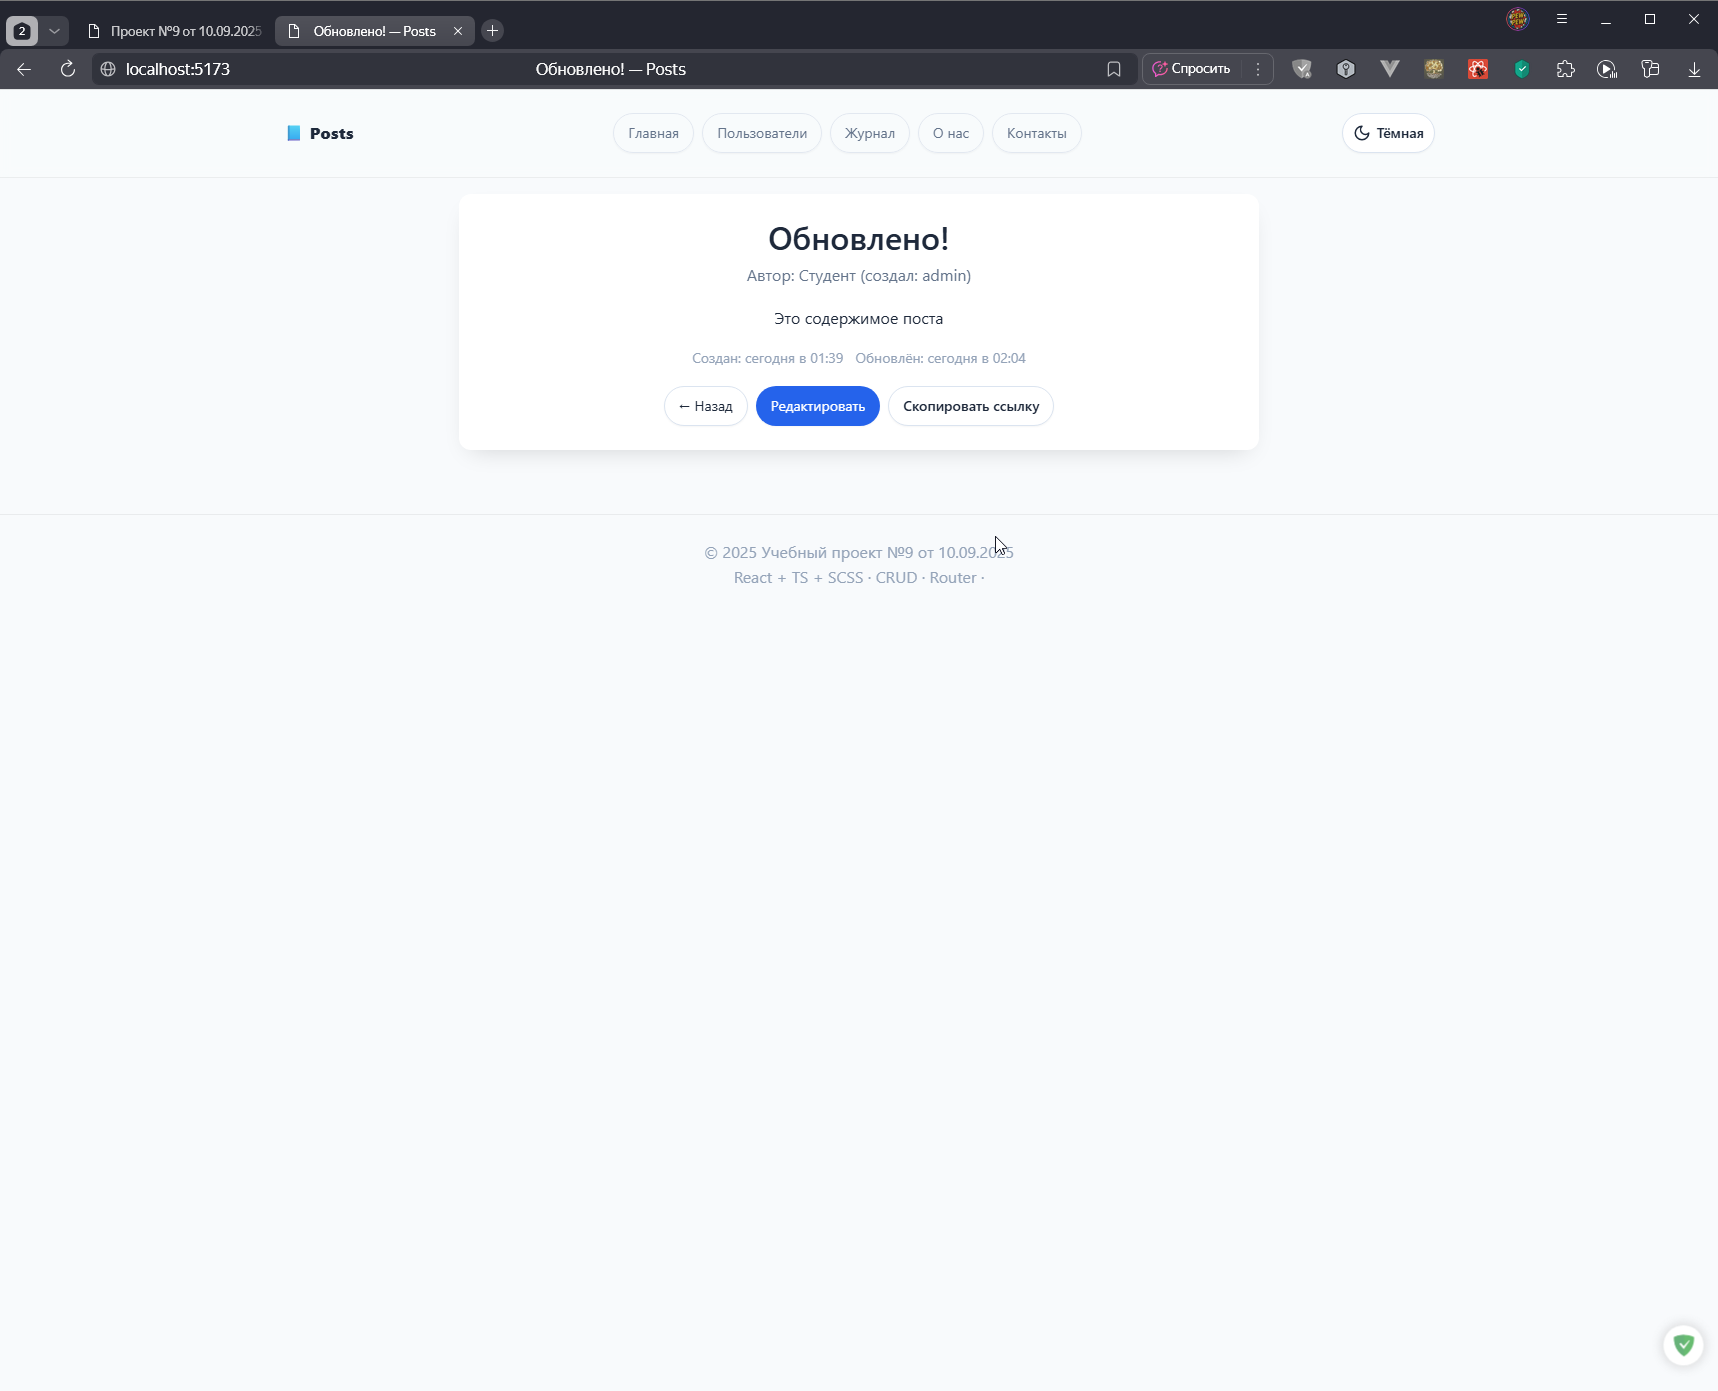 2
Проект №9 от 10.09.2025
Обновлено! — Posts
localhost:5173
Обновлено! — Posts
Спросить
Posts
Главная
Пользователи
Журнал
О нас
Контакты
Тёмная
Обновлено!
Автор: Студент (создал: admin)
Это содержимое поста
Создан: сегодня в 01:39 Обновлён: сегодня в 02:04
← Назад
Редактировать
Скопировать ссылку
© 2025 Учебный проект №9 от 10.09.2025
React + TS + SCSS · CRUD · Router ·